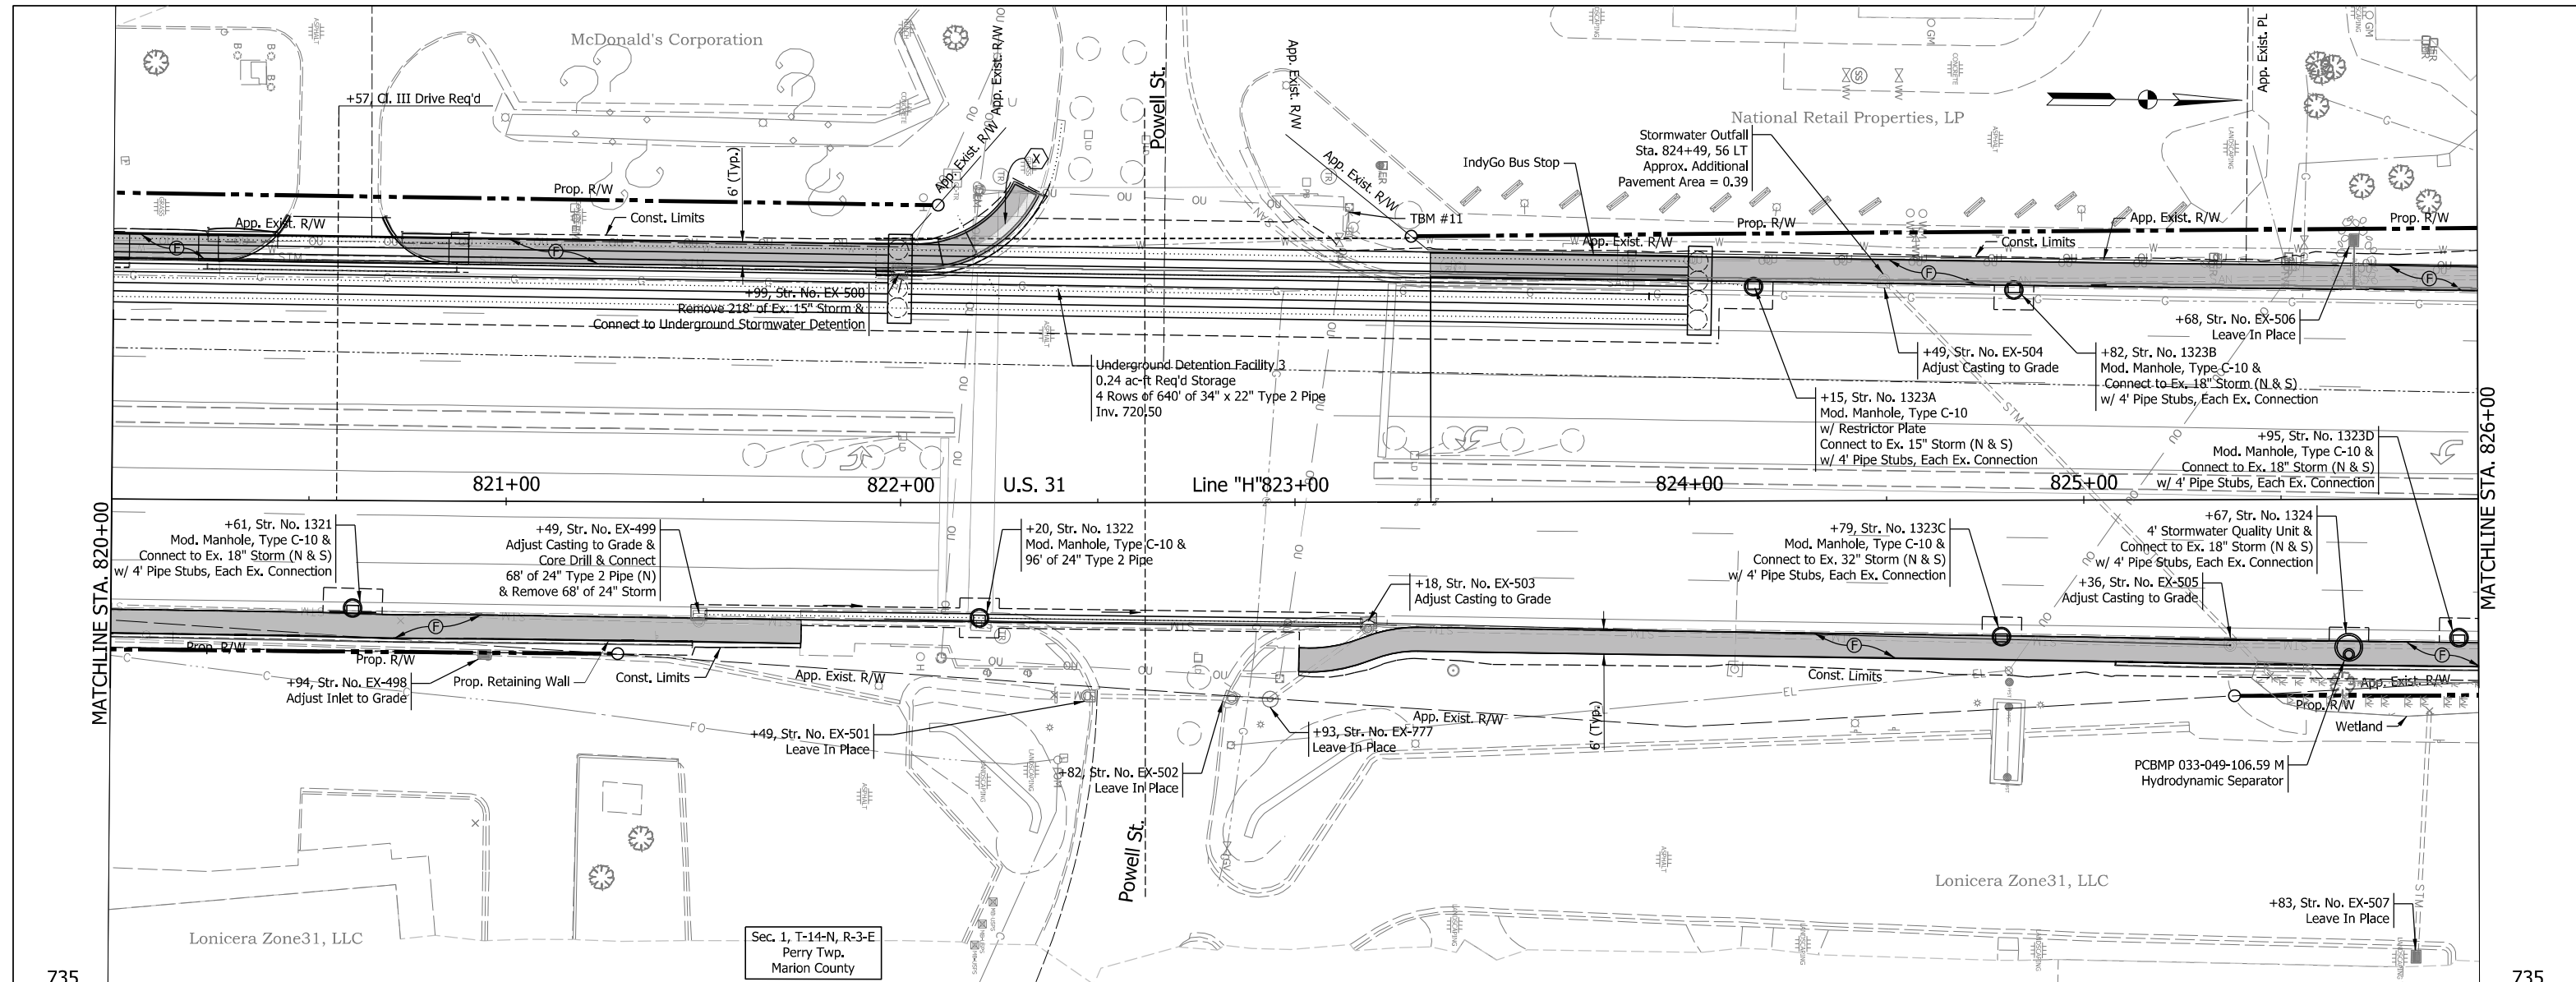 McDonald's Corporation
+57, Cl. III Drive Req'd
Prop. R/W
App. Exist. R/W
Const. Limits
6' (Typ.)
App. Exist. R/W
App. Exist. R/W
X
Powell St.
App. Exist. R/W
App. Exist. R/W
IndyGo Bus Stop
TBM #11
Stormwater Outfall
Sta. 824+49, 56 LT
Approx. Additional
Pavement Area = 0.39
National Retail Properties, LP
App. Exist. PL
Prop. R/W
App. Exist. R/W
Const. Limits
App. Exist. R/W
Prop. R/W
F
F
F
F
+99, Str. No. EX-500
Remove 218' of Ex. 15" Storm &
Connect to Underground Stormwater Detention
Underground Detention Facility 3
0.24 ac-ft Req'd Storage
4 Rows of 640' of 34" x 22" Type 2 Pipe
Inv. 720.50
+68, Str. No. EX-506
Leave In Place
+49, Str. No. EX-504
Adjust Casting to Grade
+82, Str. No. 1323B
Mod. Manhole, Type C-10 &
Connect to Ex. 18" Storm (N & S)
w/ 4' Pipe Stubs, Each Ex. Connection
+15, Str. No. 1323A
Mod. Manhole, Type C-10
w/ Restrictor Plate
Connect to Ex. 15" Storm (N & S)
w/ 4' Pipe Stubs, Each Ex. Connection
+95, Str. No. 1323D
Mod. Manhole, Type C-10 &
Connect to Ex. 18" Storm (N & S)
w/ 4' Pipe Stubs, Each Ex. Connection
821+00
822+00
U.S. 31
Line "H"
823+00
824+00
825+00
MATCHLINE STA. 820+00
MATCHLINE STA. 826+00
+61, Str. No. 1321
Mod. Manhole, Type C-10 &
Connect to Ex. 18" Storm (N & S)
w/ 4' Pipe Stubs, Each Ex. Connection
+49, Str. No. EX-499
Adjust Casting to Grade &
Core Drill & Connect
68' of 24" Type 2 Pipe (N)
& Remove 68' of 24" Storm
+20, Str. No. 1322
Mod. Manhole, Type C-10 &
96' of 24" Type 2 Pipe
+18, Str. No. EX-503
Adjust Casting to Grade
+79, Str. No. 1323C
Mod. Manhole, Type C-10 &
Connect to Ex. 32" Storm (N & S)
w/ 4' Pipe Stubs, Each Ex. Connection
+67, Str. No. 1324
4' Stormwater Quality Unit &
Connect to Ex. 18" Storm (N & S)
w/ 4' Pipe Stubs, Each Ex. Connection
+36, Str. No. EX-505
Adjust Casting to Grade
F
F
F
Prop. R/W
Prop. R/W
+94, Str. No. EX-498
Adjust Inlet to Grade
Prop. Retaining Wall
Const. Limits
App. Exist. R/W
+49, Str. No. EX-501
Leave In Place
+82, Str. No. EX-502
Leave In Place
+93, Str. No. EX-777
Leave In Place
App. Exist. R/W
6' (Typ.)
Const. Limits
App. Exist. R/W
Prop. R/W
Wetland
PCBMP 033-049-106.59 M
Hydrodynamic Separator
Powell St.
Lonicera Zone31, LLC
+83, Str. No. EX-507
Leave In Place
Lonicera Zone31, LLC
Sec. 1, T-14-N, R-3-E
Perry Twp.
Marion County
735
735